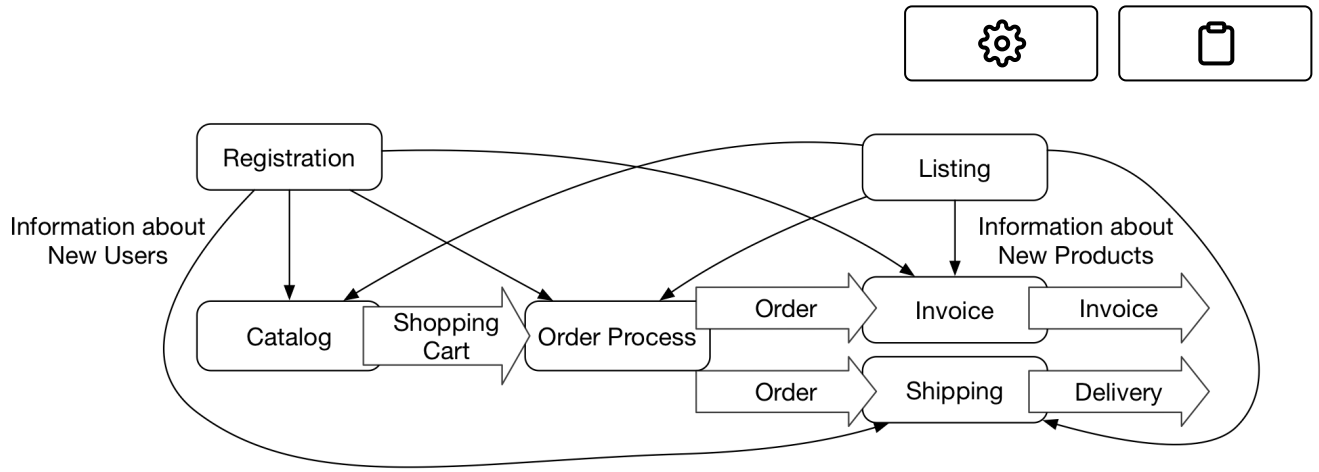 Registration
Listing
Information about
New Users
Information about
New Products
Catalog
Shopping
Cart
Order Process
Order
Invoice
Invoice
Order
Shipping
Delivery